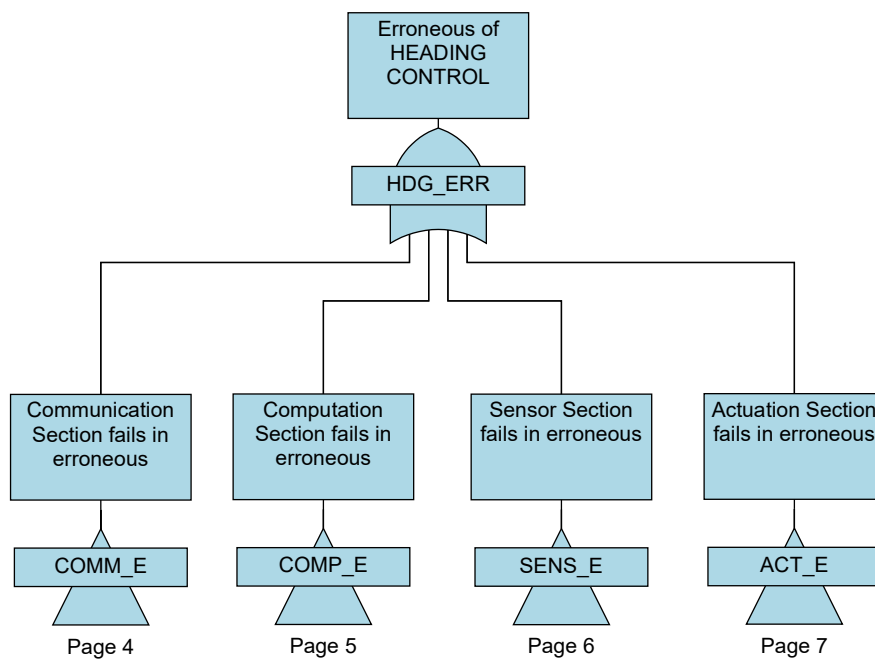 Erroneous of
HEADING
CONTROL
HDG_ERR
Communication
Section fails in
erroneous
Computation
Section fails in
erroneous
Sensor Section
fails in erroneous
Actuation Section
fails in erroneous
COMM_E
COMP_E
SENS_E
ACT_E
Page 4
Page 5
Page 6
Page 7